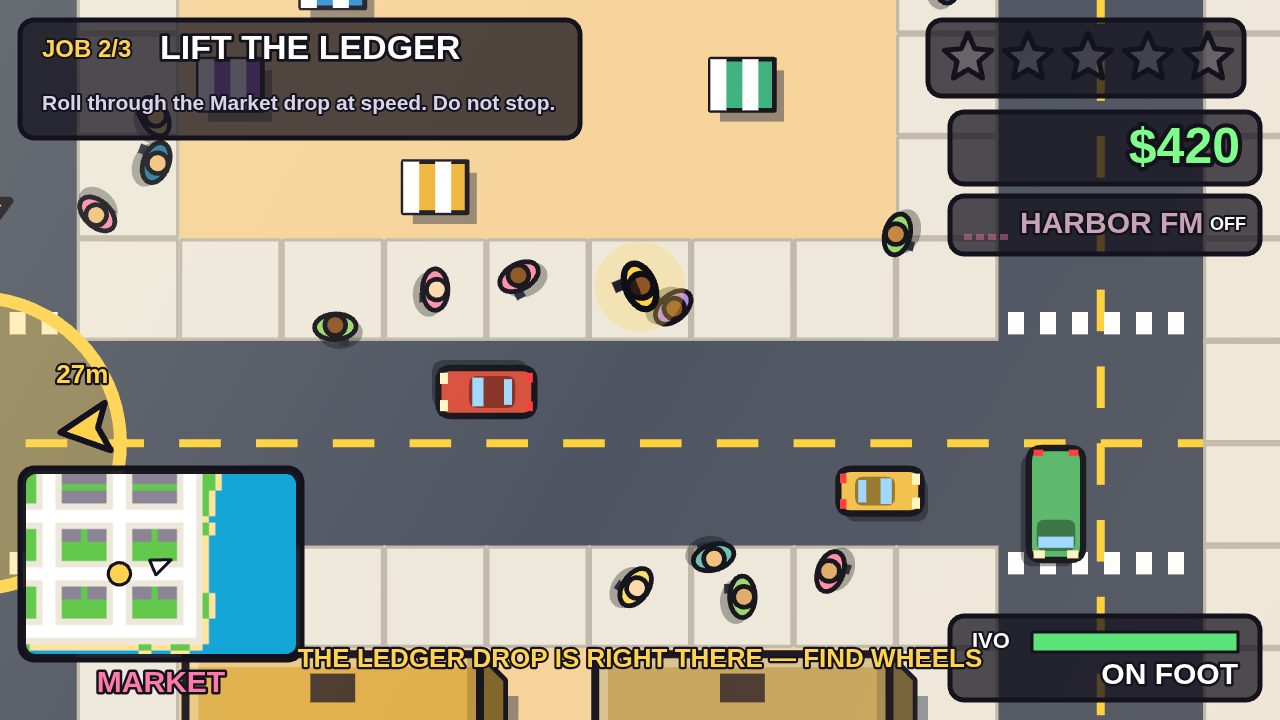 JOB 2/3 LIFT THE LEDGER
Roll through the Market drop at speed. Do not stop.
$420
HARBOR FM OFF
27m
IVO
THE LEDGER DROP IS RIGHT THERE — FIND WHEELS
ON FOOT
MARKET